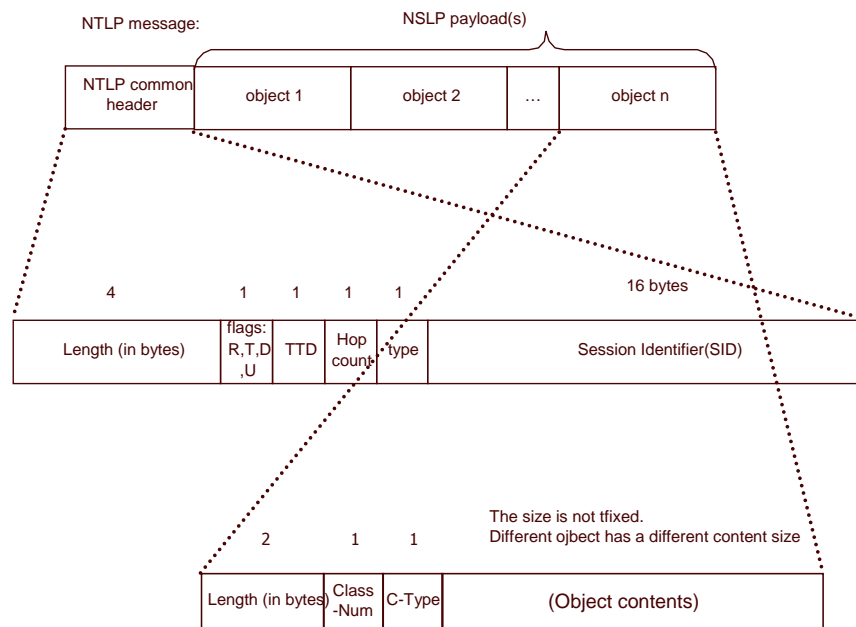 NTLP message:
NSLP payload(s)
NTLP common
header
object 1
object 2
...
object n
4
1
1
1
1
16 bytes
Length (in bytes)
flags:
R,T,D
,U
TTD
Hop
count
type
Session Identifier(SID)
The size is not tfixed.
Different ojbect has a different content size
2
1
1
Length (in bytes)
Class
-Num
C-Type
(Object contents)